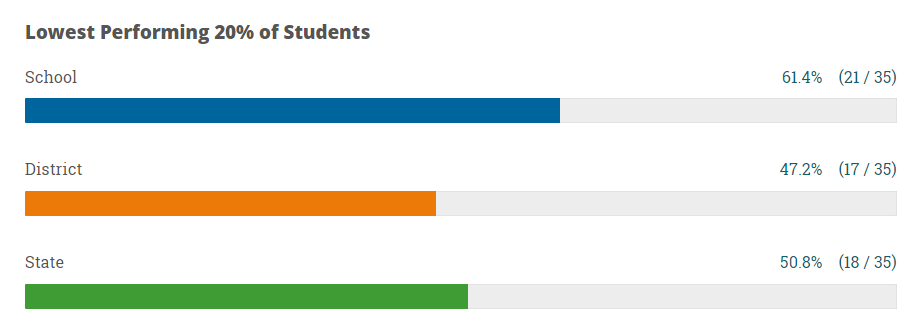 Lowest Performing 20% of Students
School 61.4% (21 / 35)
District 47.2% (17 / 35)
State 50.8% (18 / 35)